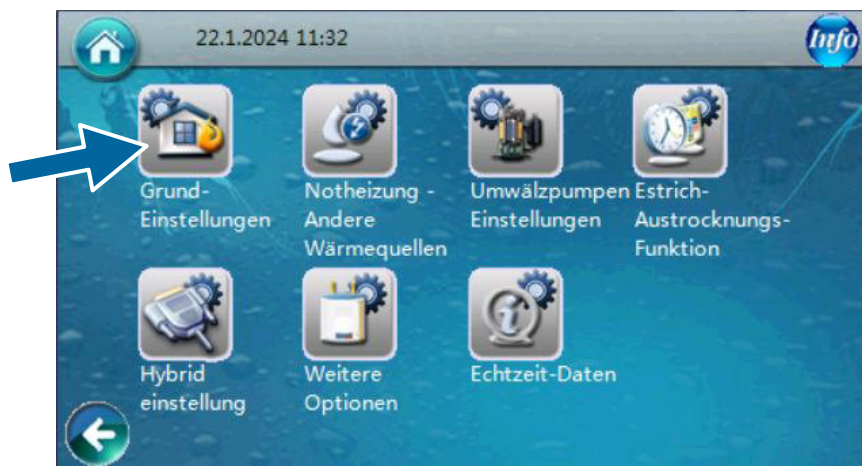 22.1.2024 11:32
Info
Grund-
Einstellungen
Notheizung -
Andere
Wärmequellen
Umwälzpumpen
Einstellungen
Estrich-
Austrocknungs-
Funktion
Hybrid
einstellung
Weitere
Optionen
Echtzeit-Daten